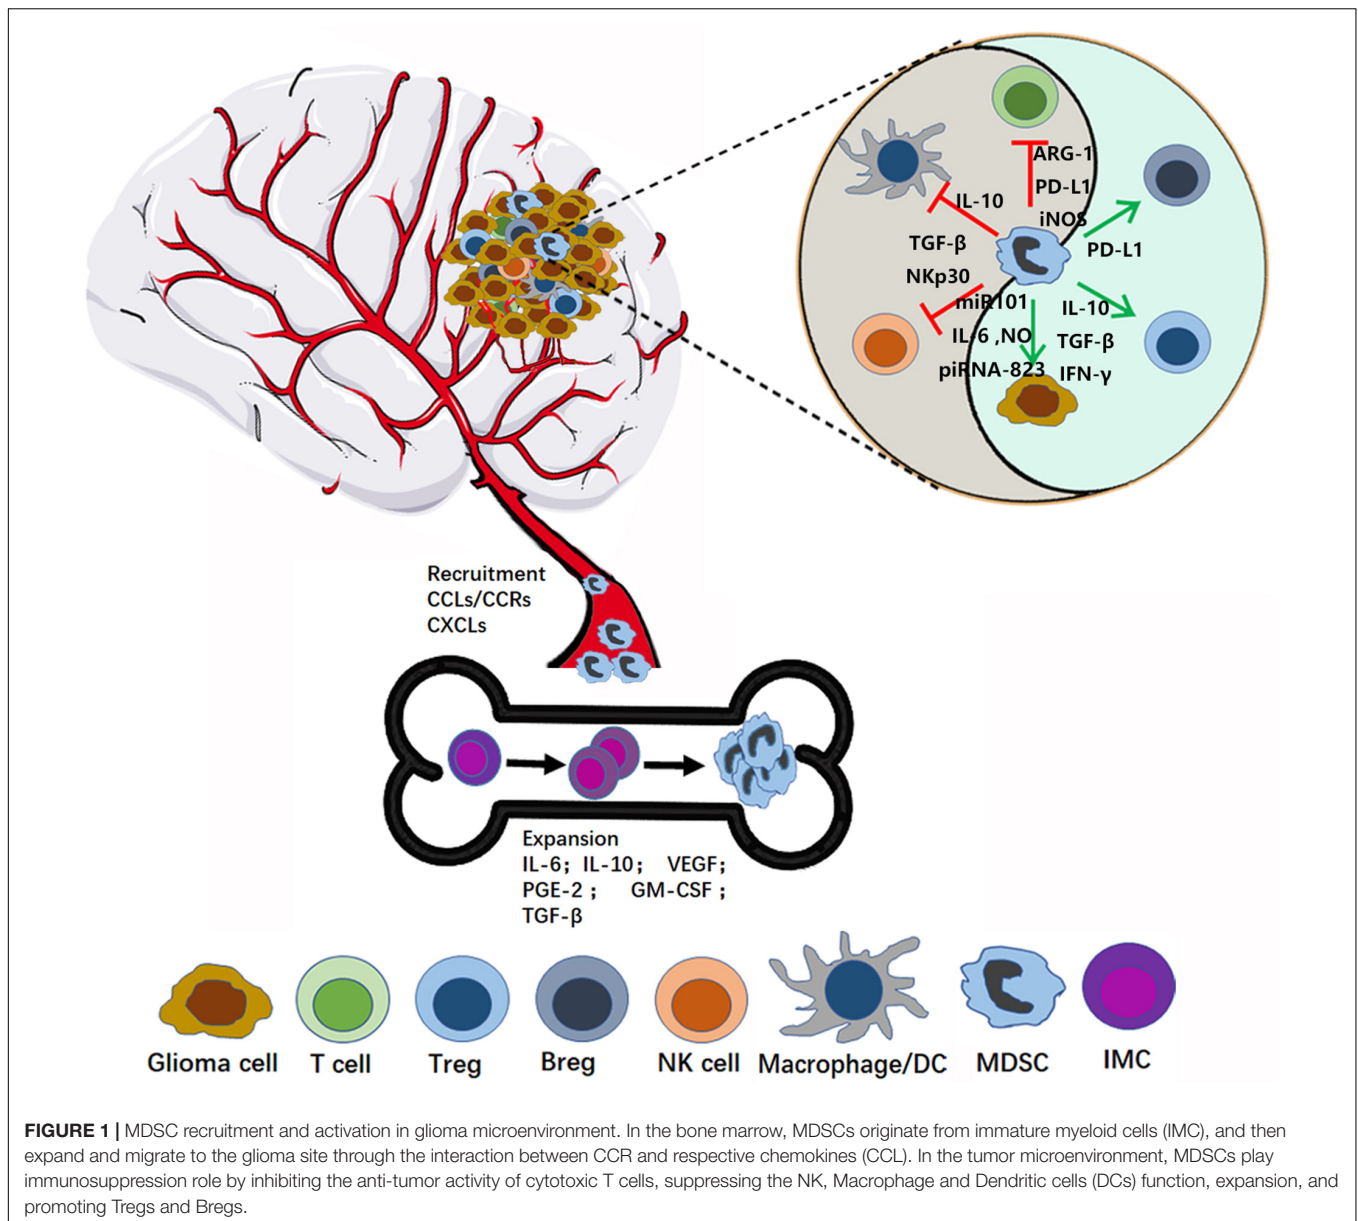 ARG-1
PD-L1
iNOS
IL-10
PD-L1
TGF-β
NKp30
miR101
IL-6 ,NO
piRNA-823
IL-10
TGF-β
IFN-γ
Recruitment
CCLs/CCRs
CXCLs
Expansion
IL-6; IL-10; VEGF;
PGE-2 ; GM-CSF ;
TGF-β
Glioma cell T cell Treg Breg NK cell Macrophage/DC MDSC IMC
FIGURE 1 | MDSC recruitment and activation in glioma microenvironment. In the bone marrow, MDSCs originate from immature myeloid cells (IMC), and then
expand and migrate to the glioma site through the interaction between CCR and respective chemokines (CCL). In the tumor microenvironment, MDSCs play
immunosuppression role by inhibiting the anti-tumor activity of cytotoxic T cells, suppressing the NK, Macrophage and Dendritic cells (DCs) function, expansion, and
promoting Tregs and Bregs.